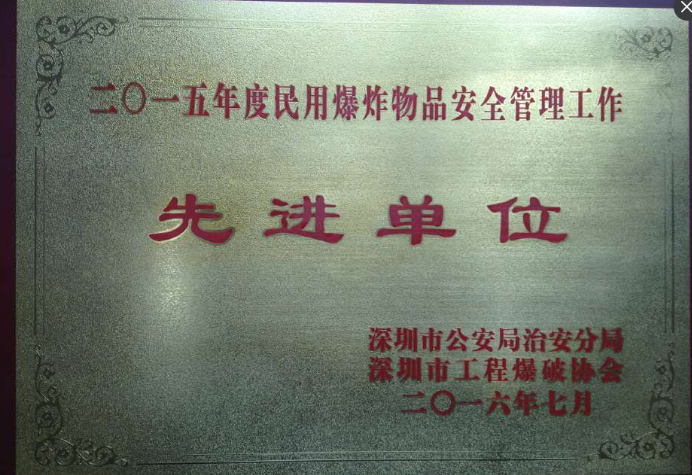 二〇一五年度民用爆炸物品安全管理工作
先进单位
深圳市公安局治安分局
深圳市工程爆破协会
二〇一六年七月